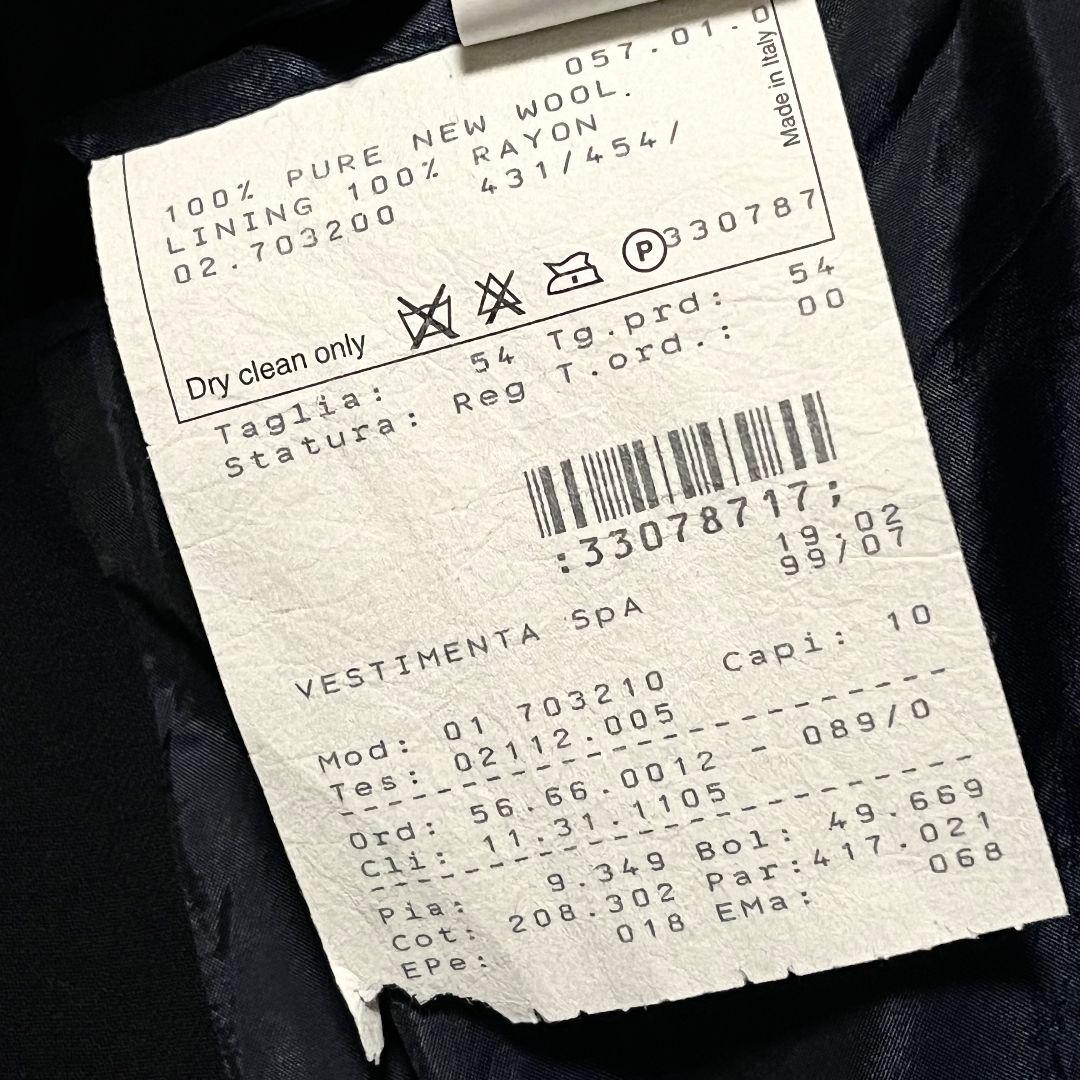 057.01.0
Made in Italy
100% PURE NEW WOOL.
LINING 100% RAYON
02.703200 431/454/
P 330787
Dry clean only
Taglia: 54 Tg.prd: 54
Statura: Reg T.ord.: 00
:33078717;
19.02
99/07
VESTIMENTA SpA
Mod: 01 703210 Capi: 10
Tes: 02112.005
Ord: 56.66.0012 - 089/0
Cli: 11.31.1105
Pia: 9.349 Bol: 49.669
Cot: 208.302 Par:417.021
EPe: 018 EMa: 068